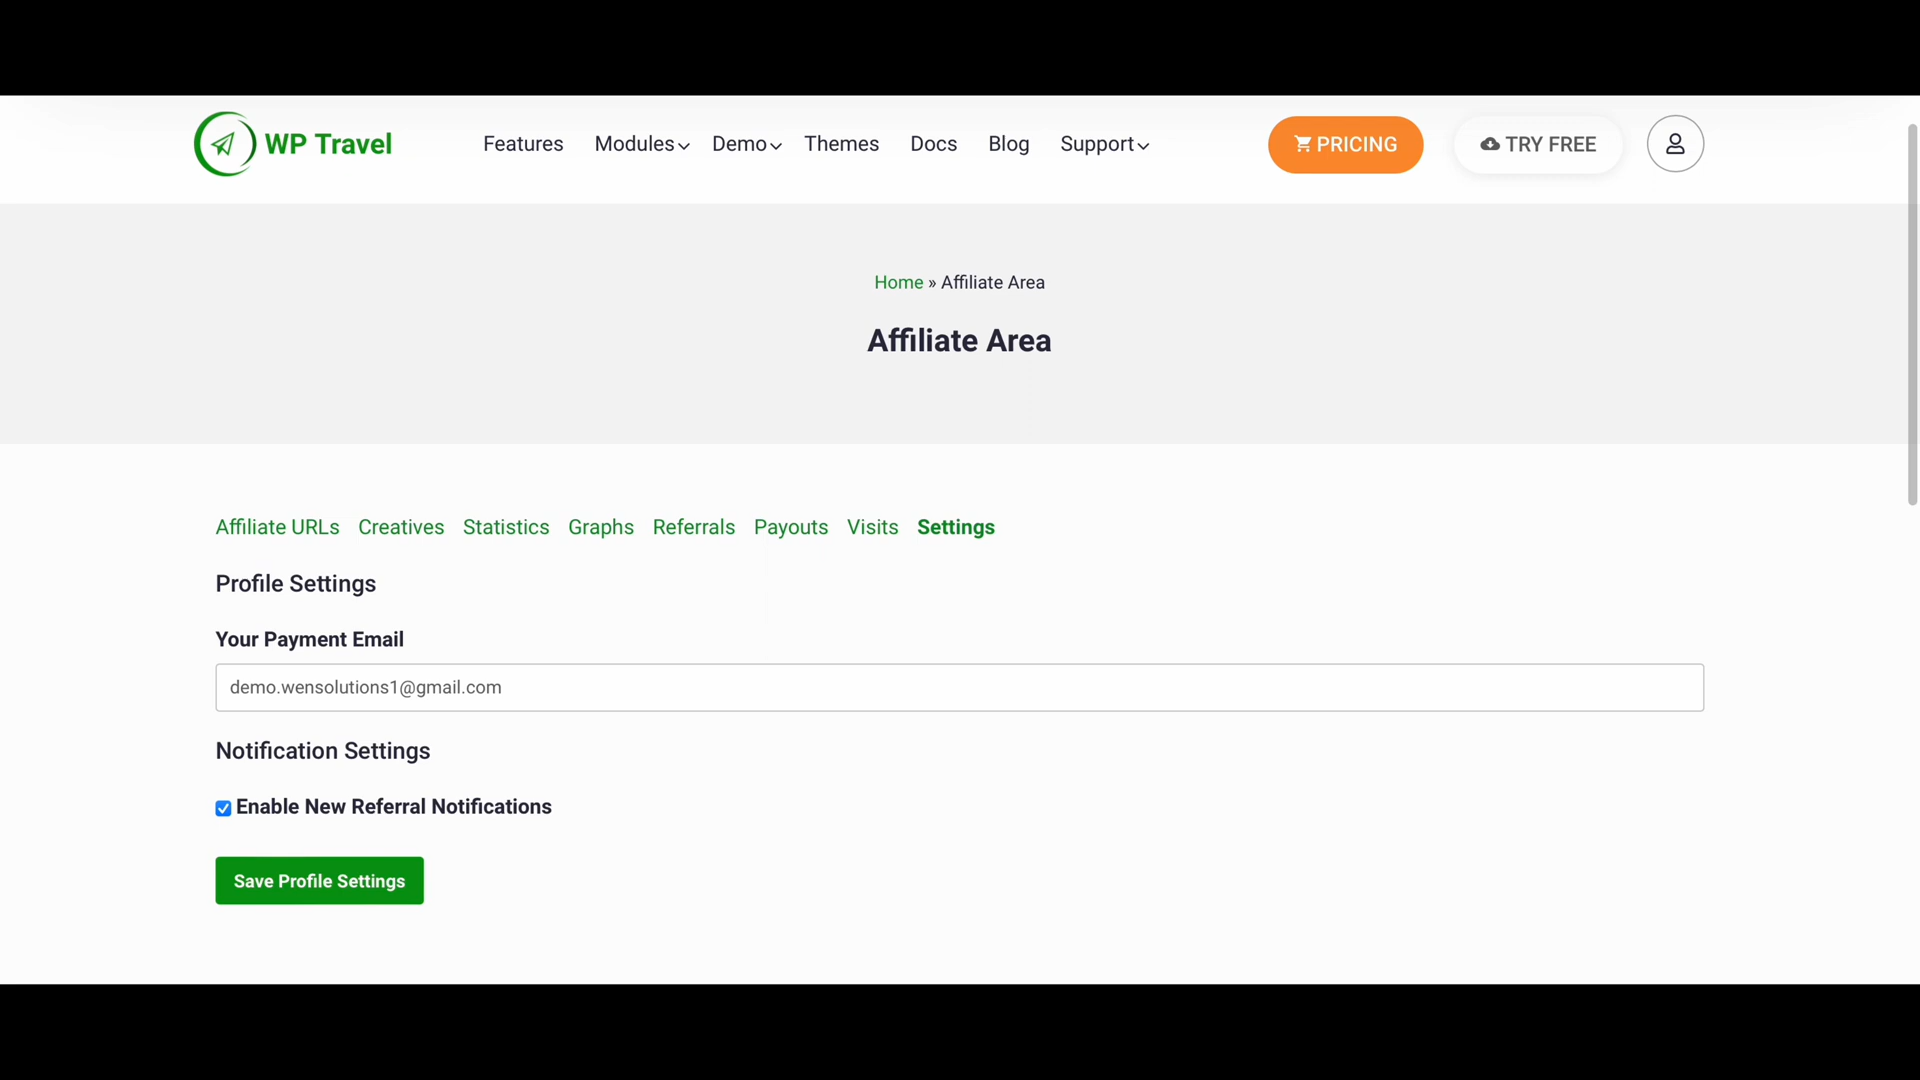 WP Travel
Features Modules Demo Themes Docs Blog Support PRICING TRY FREE
Home » Affiliate Area
Affiliate Area
Affiliate URLs Creatives Statistics Graphs Referrals Payouts Visits Settings
Profile Settings
Your Payment Email
demo.wensolutions1@gmail.com
Notification Settings
Enable New Referral Notifications
Save Profile Settings